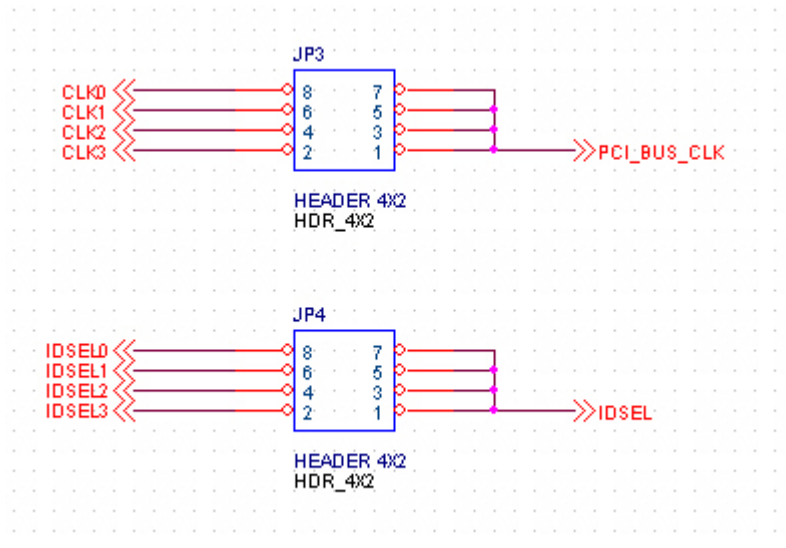 JP3
CLK0 8 7
CLK1 6 5
CLK2 4 3
CLK3 2 1 PCI_BUS_CLK
HEADER 4X2
HDR_4X2
JP4
IDSEL0 8 7
IDSEL1 6 5
IDSEL2 4 3
IDSEL3 2 1 IDSEL
HEADER 4X2
HDR_4X2